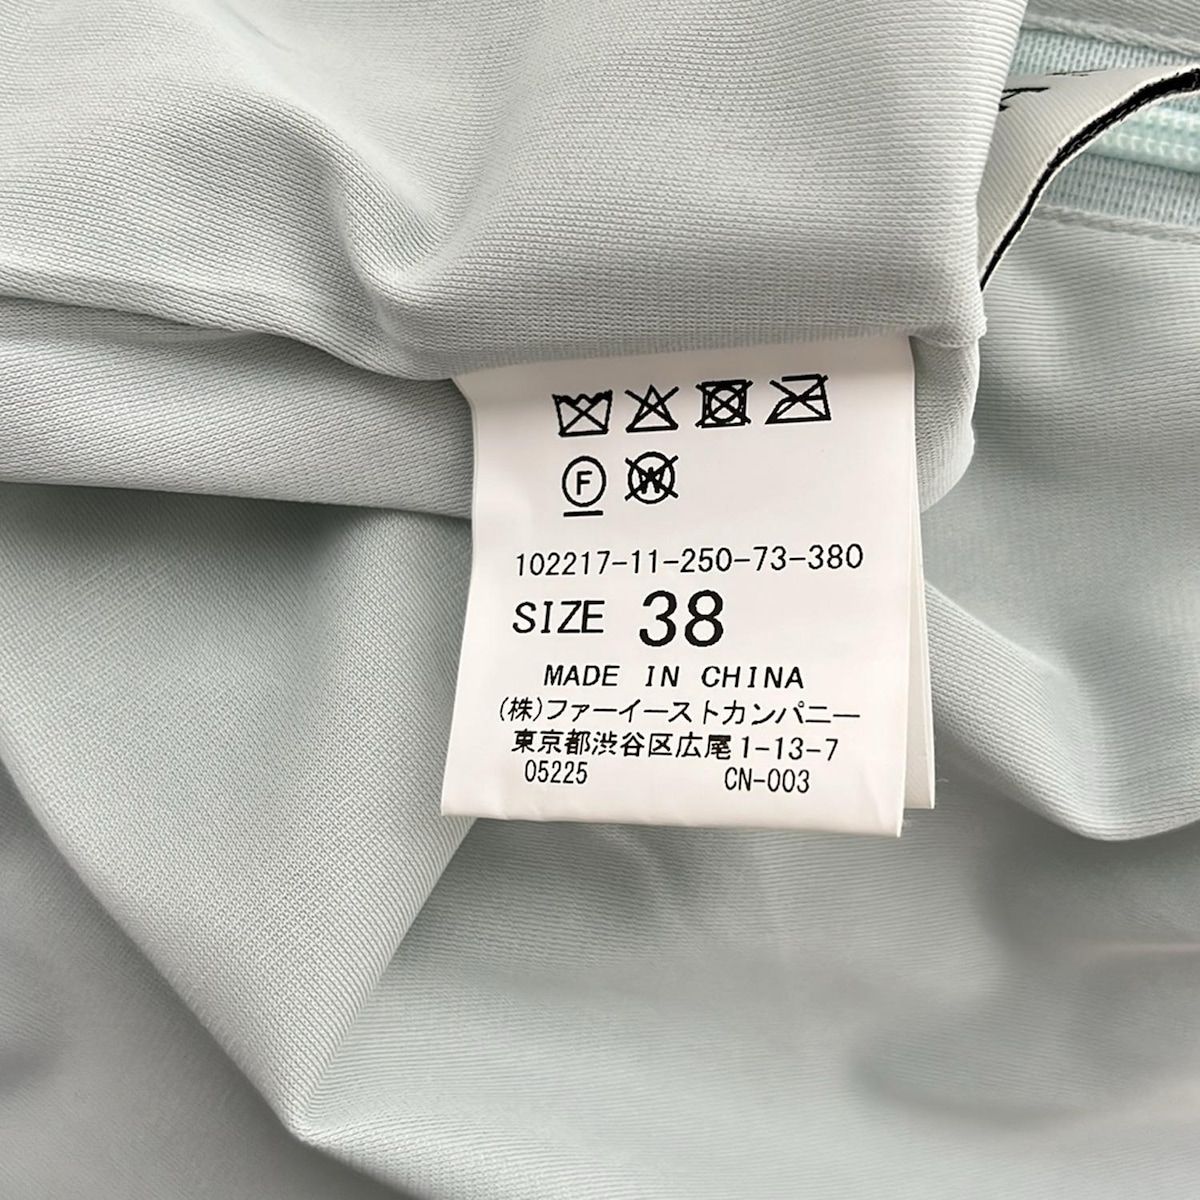 F W
102217-11-250-73-380
SIZE 38
MADE IN CHINA
(株)ファーイーストカンパニー
東京都渋谷区広尾1-13-7
05225 CN-003